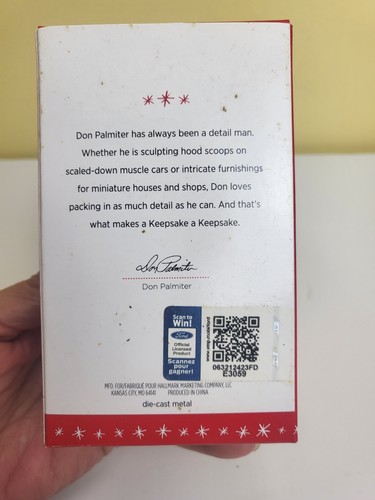 Don Palmiter has always been a detail man.
Whether he is sculpting hood scoops on
scaled-down muscle cars or intricate furnishings
for miniature houses and shops, Don loves
packing in as much detail as he can. And that's
what makes a Keepsake a Keepsake.
Don Palmiter
Don Palmiter
Scan to
Win!
Ford
Official
Licensed
Product
Scannez
pour
gagner!
063212423FD
E3059
MFD. FOR/FABRIQUÉ POUR HALLMARK MARKETING COMPANY, LLC
KANSAS CITY, MO 64141 PRODUCED IN CHINA
die-cast metal